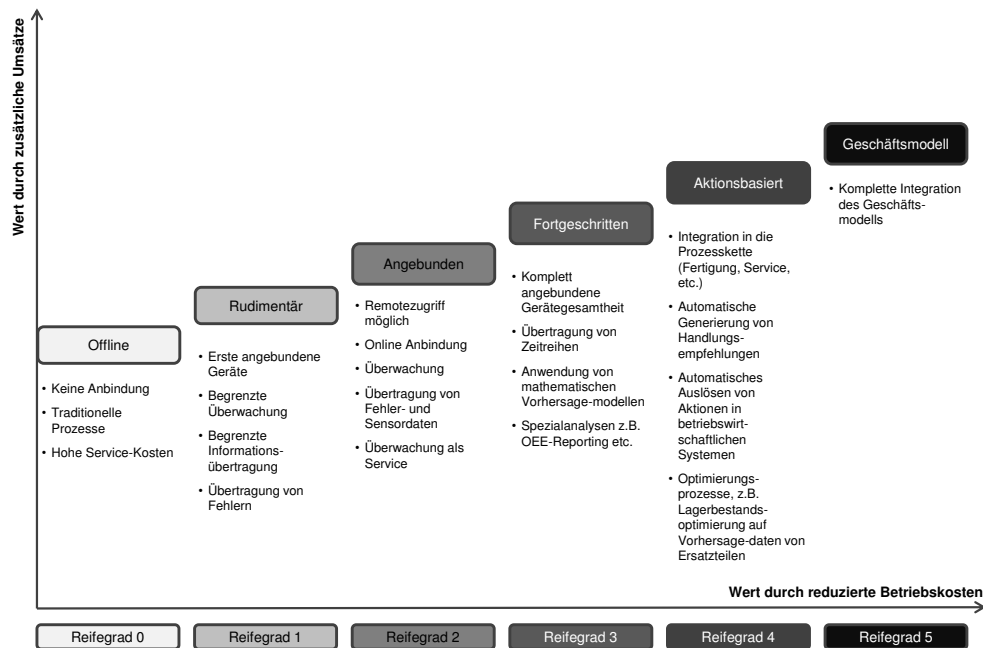 Wert durch zusätzliche Umsätze
Offline
• Keine Anbindung
• Traditionelle
Prozesse
• Hohe Service-Kosten
Rudimentär
• Erste angebundene
Geräte
• Begrenzte
Überwachung
• Begrenzte
Informations-
übertragung
• Übertragung von
Fehlern
Angebunden
• Remotezugriff
möglich
• Online Anbindung
• Überwachung
• Übertragung von
Fehler- und
Sensordaten
• Überwachung als
Service
Fortgeschritten
• Komplett
angebundene
Gerätegesamtheit
• Übertragung von
Zeitreihen
• Anwendung von
mathematischen
Vorhersage-modellen
• Spezialanalysen z.B.
OEE-Reporting etc.
Aktionsbasiert
• Integration in die
Prozesskette
(Fertigung, Service,
etc.)
• Automatische
Generierung von
Handlungs-
empfehlungen
• Automatisches
Auslösen von
Aktionen in
betriebswirt-
schaftlichen
Systemen
• Optimierungs-
prozesse, z.B.
Lagerbestands-
optimierung auf
Vorhersage-daten von
Ersatzteilen
Geschäftsmodell
• Komplette Integration
des Geschäfts-
modells
Wert durch reduzierte Betriebskosten
Reifegrad 0
Reifegrad 1
Reifegrad 2
Reifegrad 3
Reifegrad 4
Reifegrad 5